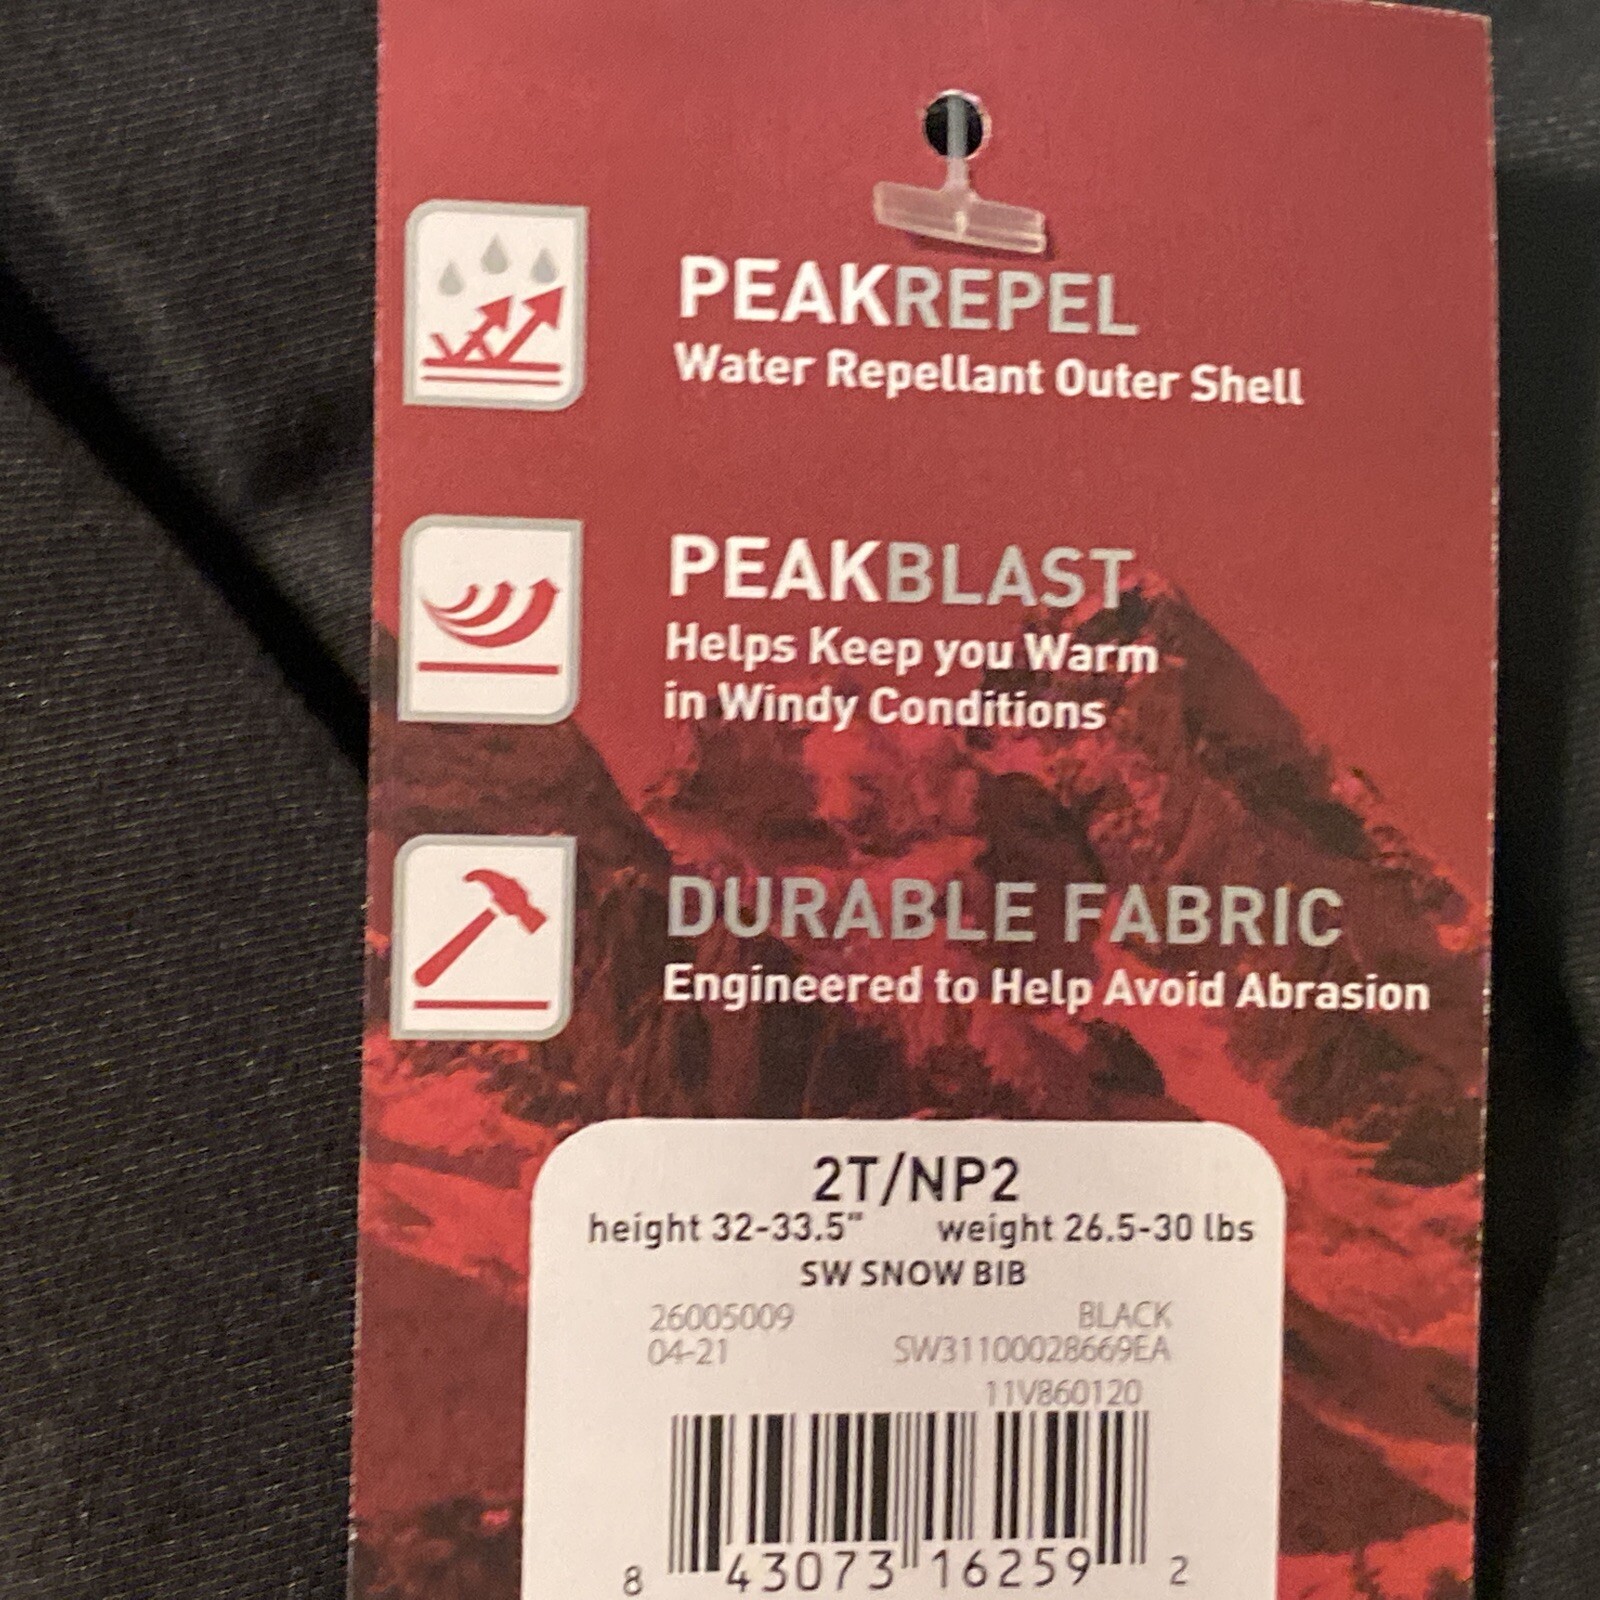 PEAKREPEL
Water Repellant Outer Shell
PEAKBLAST
Helps Keep you Warm
in Windy Conditions
DURABLE FABRIC
Engineered to Help Avoid Abrasion
2T/NP2
height 32-33.5" weight 26.5-30 lbs
SW SNOW BIB
26005009 BLACK
04-21 SW31100028669EA
11V860120
8 43073 16259 2